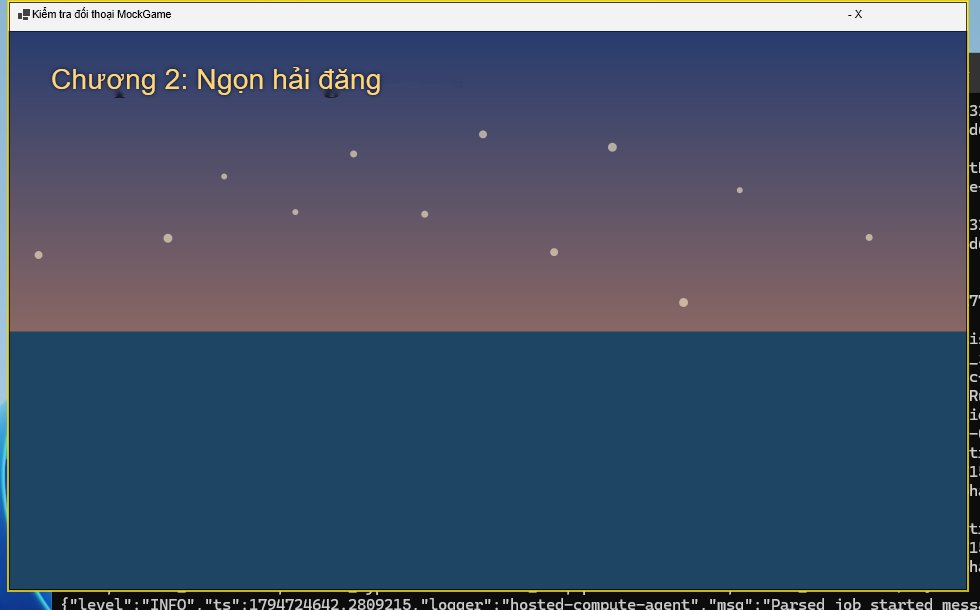 Kiểm tra đối thoại MockGame
- X
Chương 2: Ngọn hải đăng
{"level":"INFO","ts":1794724642.2809215,"logger":"hosted-compute-agent","msg":"Parsed job started